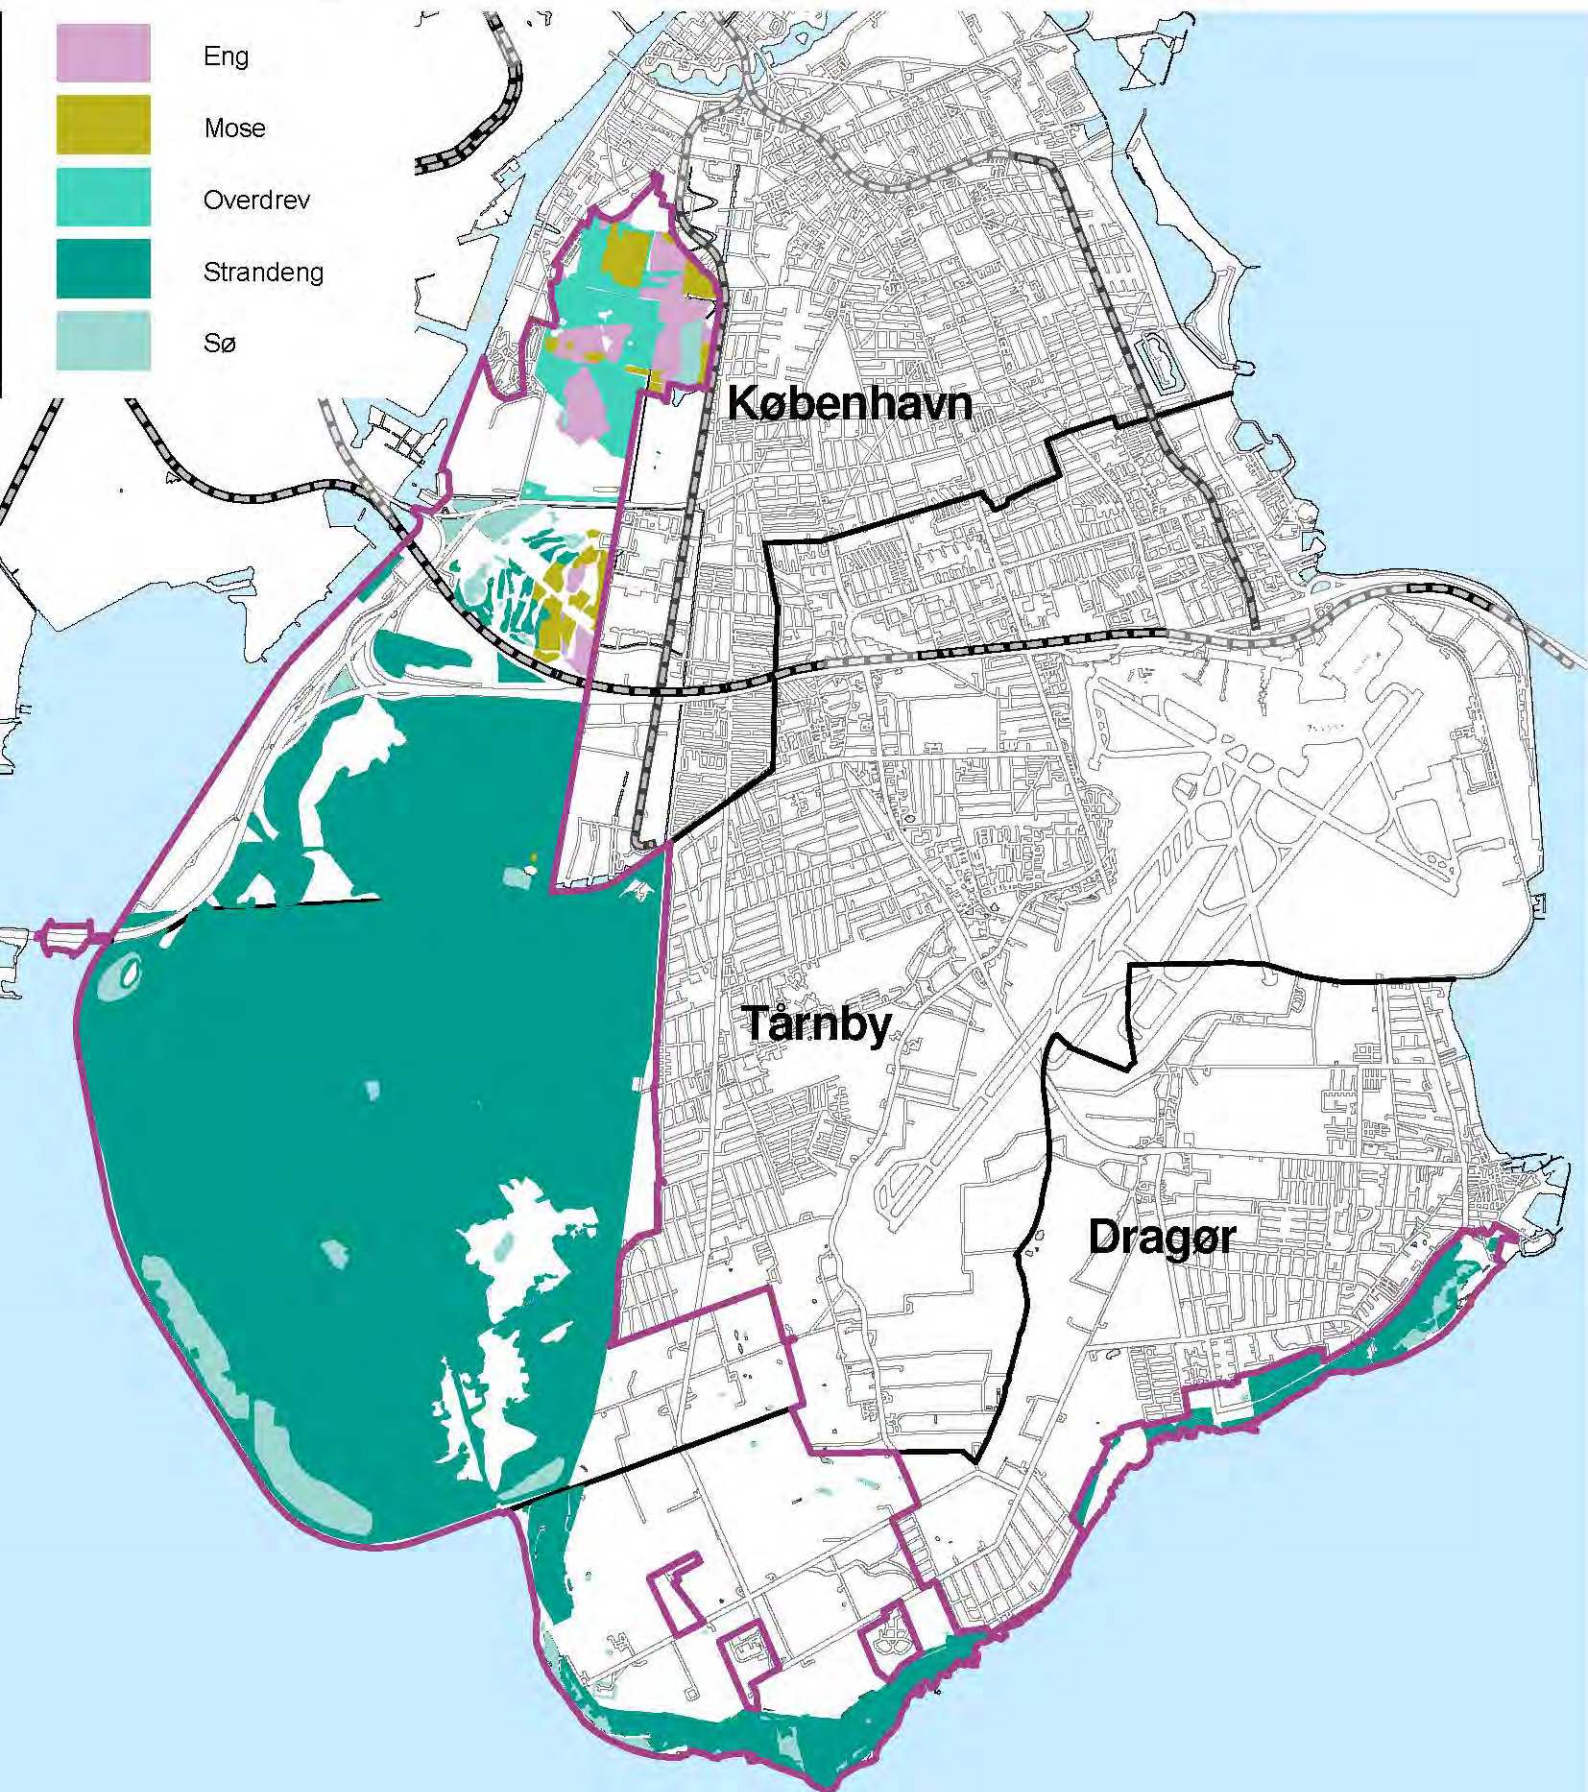 Eng
Mose
Overdrev
Strandeng
Sø
København
Tårnby
Dragør